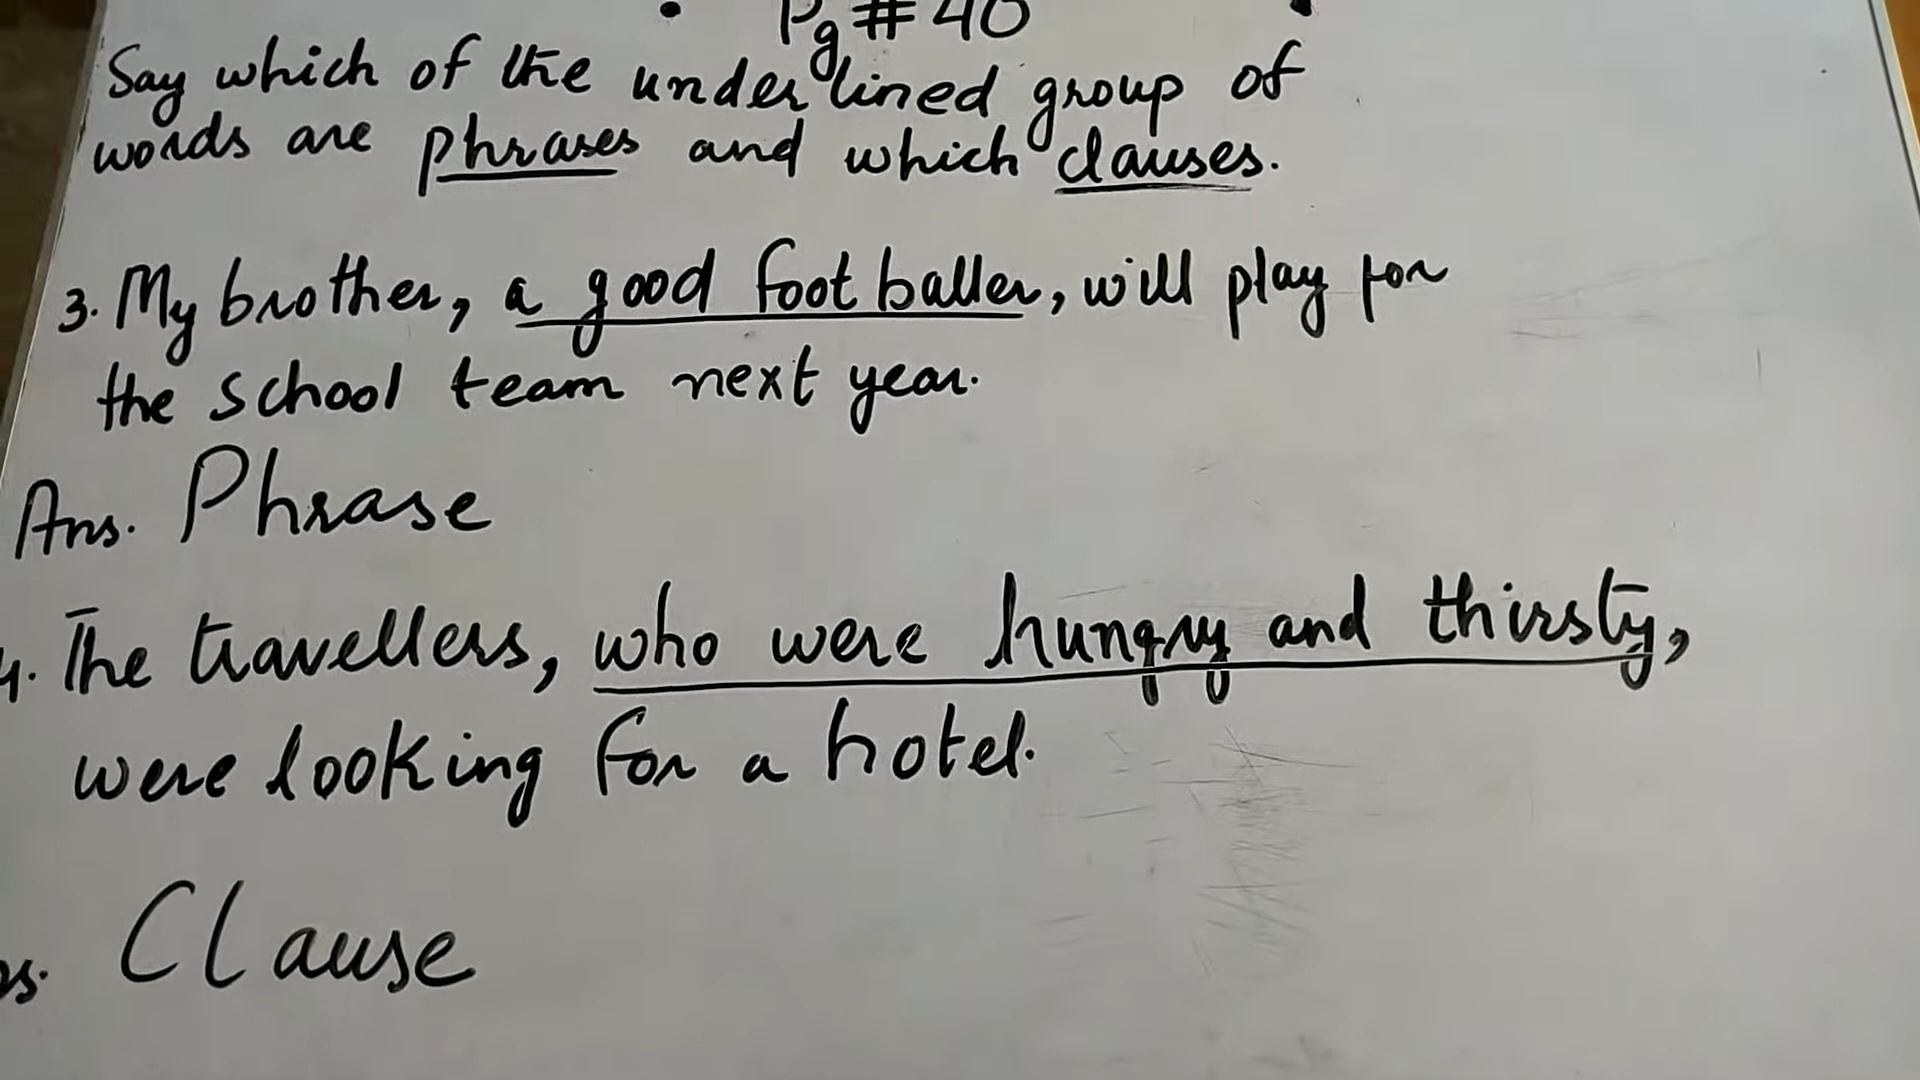 Pg # 40
Say which of the underlined group of
words are phrases and which clauses.
3. My brother, a good foot baller, will play for
the school team next year.
Ans. Phrase
4. The travellers, who were hungry and thirsty,
were looking for a hotel.
Clause